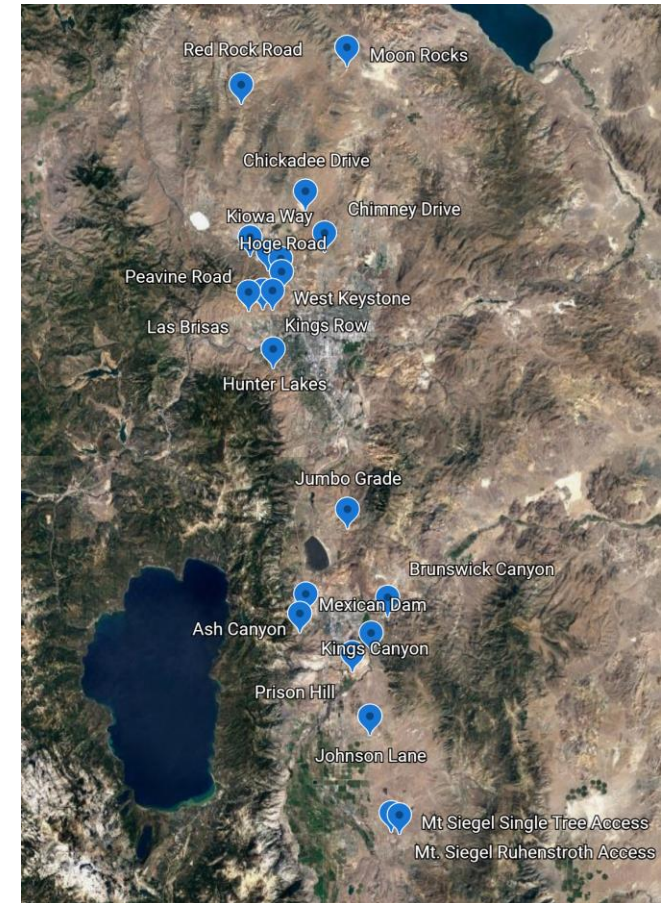 Red Rock Road
Moon Rocks
Chickadee Drive
Kiowa Way
Chimney Drive
Hoge Road
Peavine Road
West Keystone
Las Brisas
Kings Row
Hunter Lakes
Jumbo Grade
Brunswick Canyon
Mexican Dam
Ash Canyon
Kings Canyon
Prison Hill
Johnson Lane
Mt Siegel Single Tree Access
Mt. Siegel Ruhenstroth Access